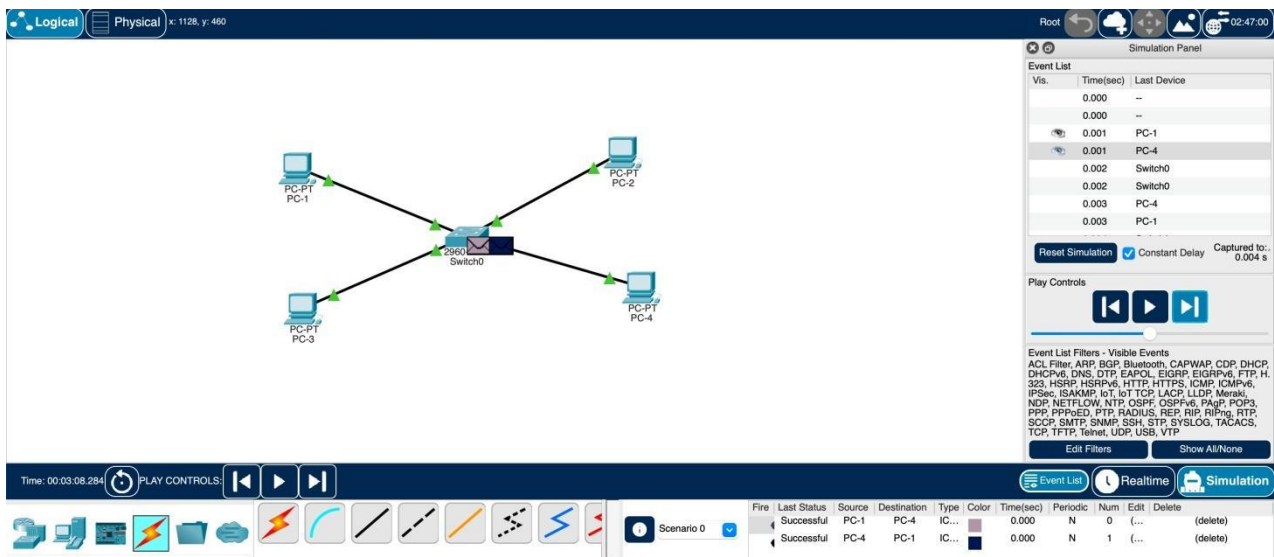 Logical Physical x: 1128, y: 460 Root 02:47:00
Simulation Panel
Event List
Vis. Time(sec) Last Device
0.000 --
0.000 --
0.001 PC-1
0.001 PC-4
0.002 Switch0
0.002 Switch0
0.003 PC-4
0.003 PC-1
Reset Simulation Constant Delay Captured to:.
0.004 s
Play Controls
Event List Filters - Visible Events
ACL Filter, ARP, BGP, Bluetooth, CAPWAP, CDP, DHCP,
DHCPv6, DNS, DTP, EAPOL, EIGRP, EIGRPv6, FTP, H.
323, HSRP, HSRPv6, HTTP, HTTPS, ICMP, ICMPv6,
IPSec, ISAKMP, IoT, IoT TCP, LACP, LLDP, Meraki,
NDP, NETFLOW, NTP, OSPF, OSPFv6, PAgP, POP3,
PPP, PPPoED, PTP, RADIUS, REP, RIP, RIPng, RTP,
SCCP, SMTP, SNMP, SSH, STP, SYSLOG, TACACS,
TCP, TFTP, Telnet, UDP, USB, VTP
Edit Filters Show All/None
PC-PT
PC-1
PC-PT
PC-2
2960
Switch0
PC-PT
PC-3
PC-PT
PC-4
Time: 00:03:08.284 PLAY CONTROLS: Event List Realtime Simulation
Scenario 0
Fire Last Status Source Destination Type Color Time(sec) Periodic Num Edit Delete
Successful PC-1 PC-4 IC... 0.000 N 0 (... (delete)
Successful PC-4 PC-1 IC... 0.000 N 1 (... (delete)